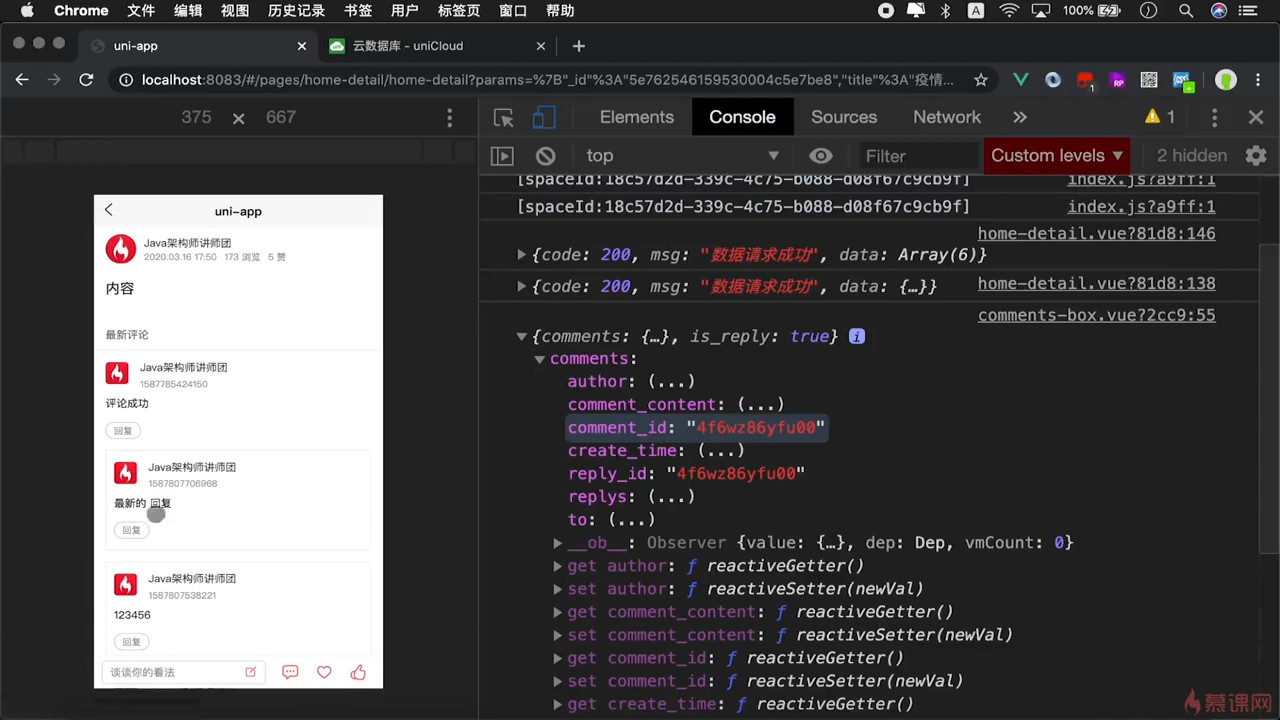 Chrome 文件 编辑 视图 历史记录 书签 用户 标签页 窗口 帮助 100%
uni-app 云数据库 - uniCloud
localhost:8083/#/pages/home-detail/home-detail?params=%7B"_id"%3A"5e762546159530004c5e7be8","title"%3A"疫情...
375 × 667
Elements Console Sources Network 1
top Filter Custom levels 2 hidden
[spaceId:18c57d2d-339c-4c75-b088-d08f67c9cb9f] index.js?a9ff:1
[spaceId:18c57d2d-339c-4c75-b088-d08f67c9cb9f] index.js?a9ff:1
home-detail.vue?81d8:146
{code: 200, msg: "数据请求成功", data: Array(6)}
{code: 200, msg: "数据请求成功", data: {…}} home-detail.vue?81d8:138
comments-box.vue?2cc9:55
{comments: {…}, is_reply: true}
comments:
author: (...)
comment_content: (...)
comment_id: "4f6wz86yfu00"
create_time: (...)
reply_id: "4f6wz86yfu00"
replys: (...)
to: (...)
__ob__: Observer {value: {…}, dep: Dep, vmCount: 0}
get author: ƒ reactiveGetter()
set author: ƒ reactiveSetter(newVal)
get comment_content: ƒ reactiveGetter()
set comment_content: ƒ reactiveSetter(newVal)
get comment_id: ƒ reactiveGetter()
set comment_id: ƒ reactiveSetter(newVal)
get create_time: ƒ reactiveGetter()
uni-app
Java架构师讲师团
2020.03.16 17:50 173 浏览 5 赞
内容
最新评论
Java架构师讲师团
1587785424150
评论成功
回复
Java架构师讲师团
1587807706968
最新的 回复
回复
Java架构师讲师团
1587807538221
123456
回复
谈谈你的看法
慕课网